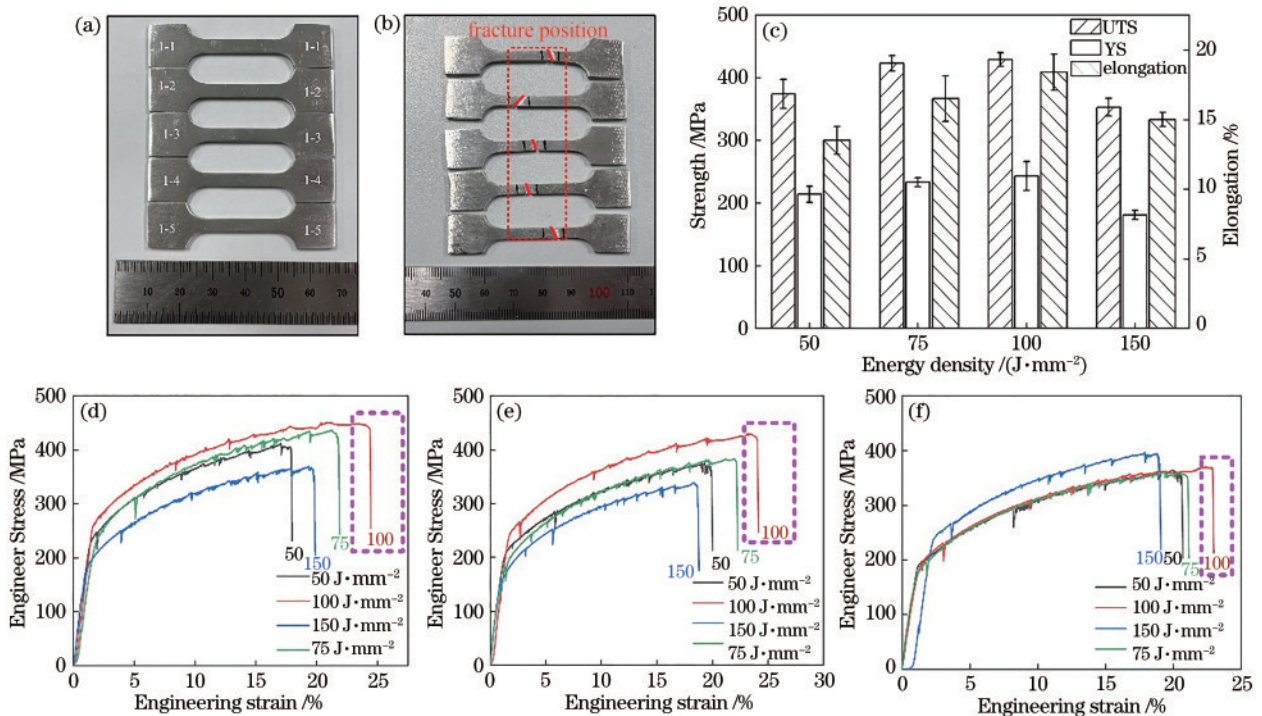 (a)
1-1 1-1
1-2 1-2
1-3 1-3
1-4 1-4
1-5 1-5
10 20 30 40 50 60 70
(b)
fracture position
40 50 60 70 80 90 100 110
(c)
500
400
300
200
100
0
Strength /MPa
UTS
YS
elongation
20
15
10
5
0
Elongation /%
50 75 100 150
Energy density /(J·mm⁻²)
(d)
500
400
300
200
100
0
Engineer Stress /MPa
50
150
75
100
50 J·mm⁻²
100 J·mm⁻²
150 J·mm⁻²
75 J·mm⁻²
0 5 10 15 20 25
Engineering strain /%
(e)
500
400
300
200
100
0
Engineer Stress /MPa
150
50
75
100
50 J·mm⁻²
100 J·mm⁻²
150 J·mm⁻²
75 J·mm⁻²
0 5 10 15 20 25 30
Engineering strain /%
(f)
500
400
300
200
100
0
Engineer Stress /MPa
150
50
75
100
50 J·mm⁻²
100 J·mm⁻²
150 J·mm⁻²
75 J·mm⁻²
0 5 10 15 20 25
Engineering strain /%